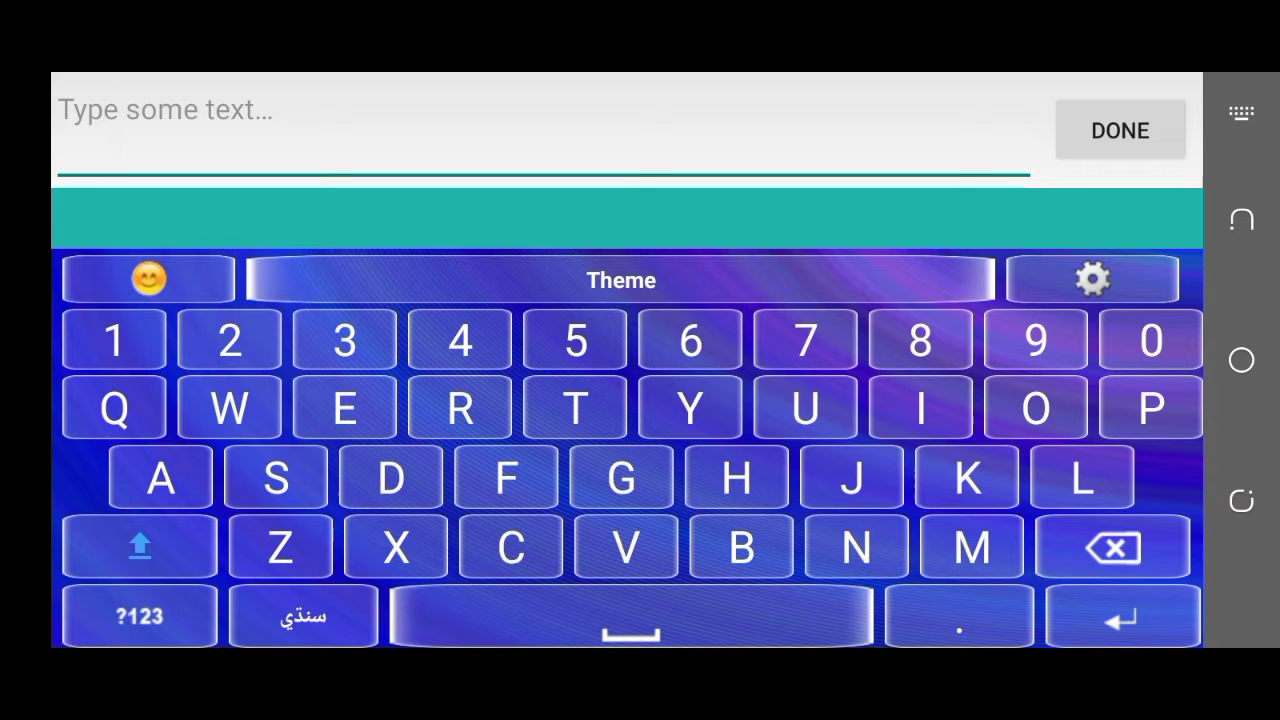 Type some text...
DONE
Theme
1 2 3 4 5 6 7 8 9 0
Q W E R T Y U I O P
A S D F G H J K L
Z X C V B N M
?123 سنڌي .